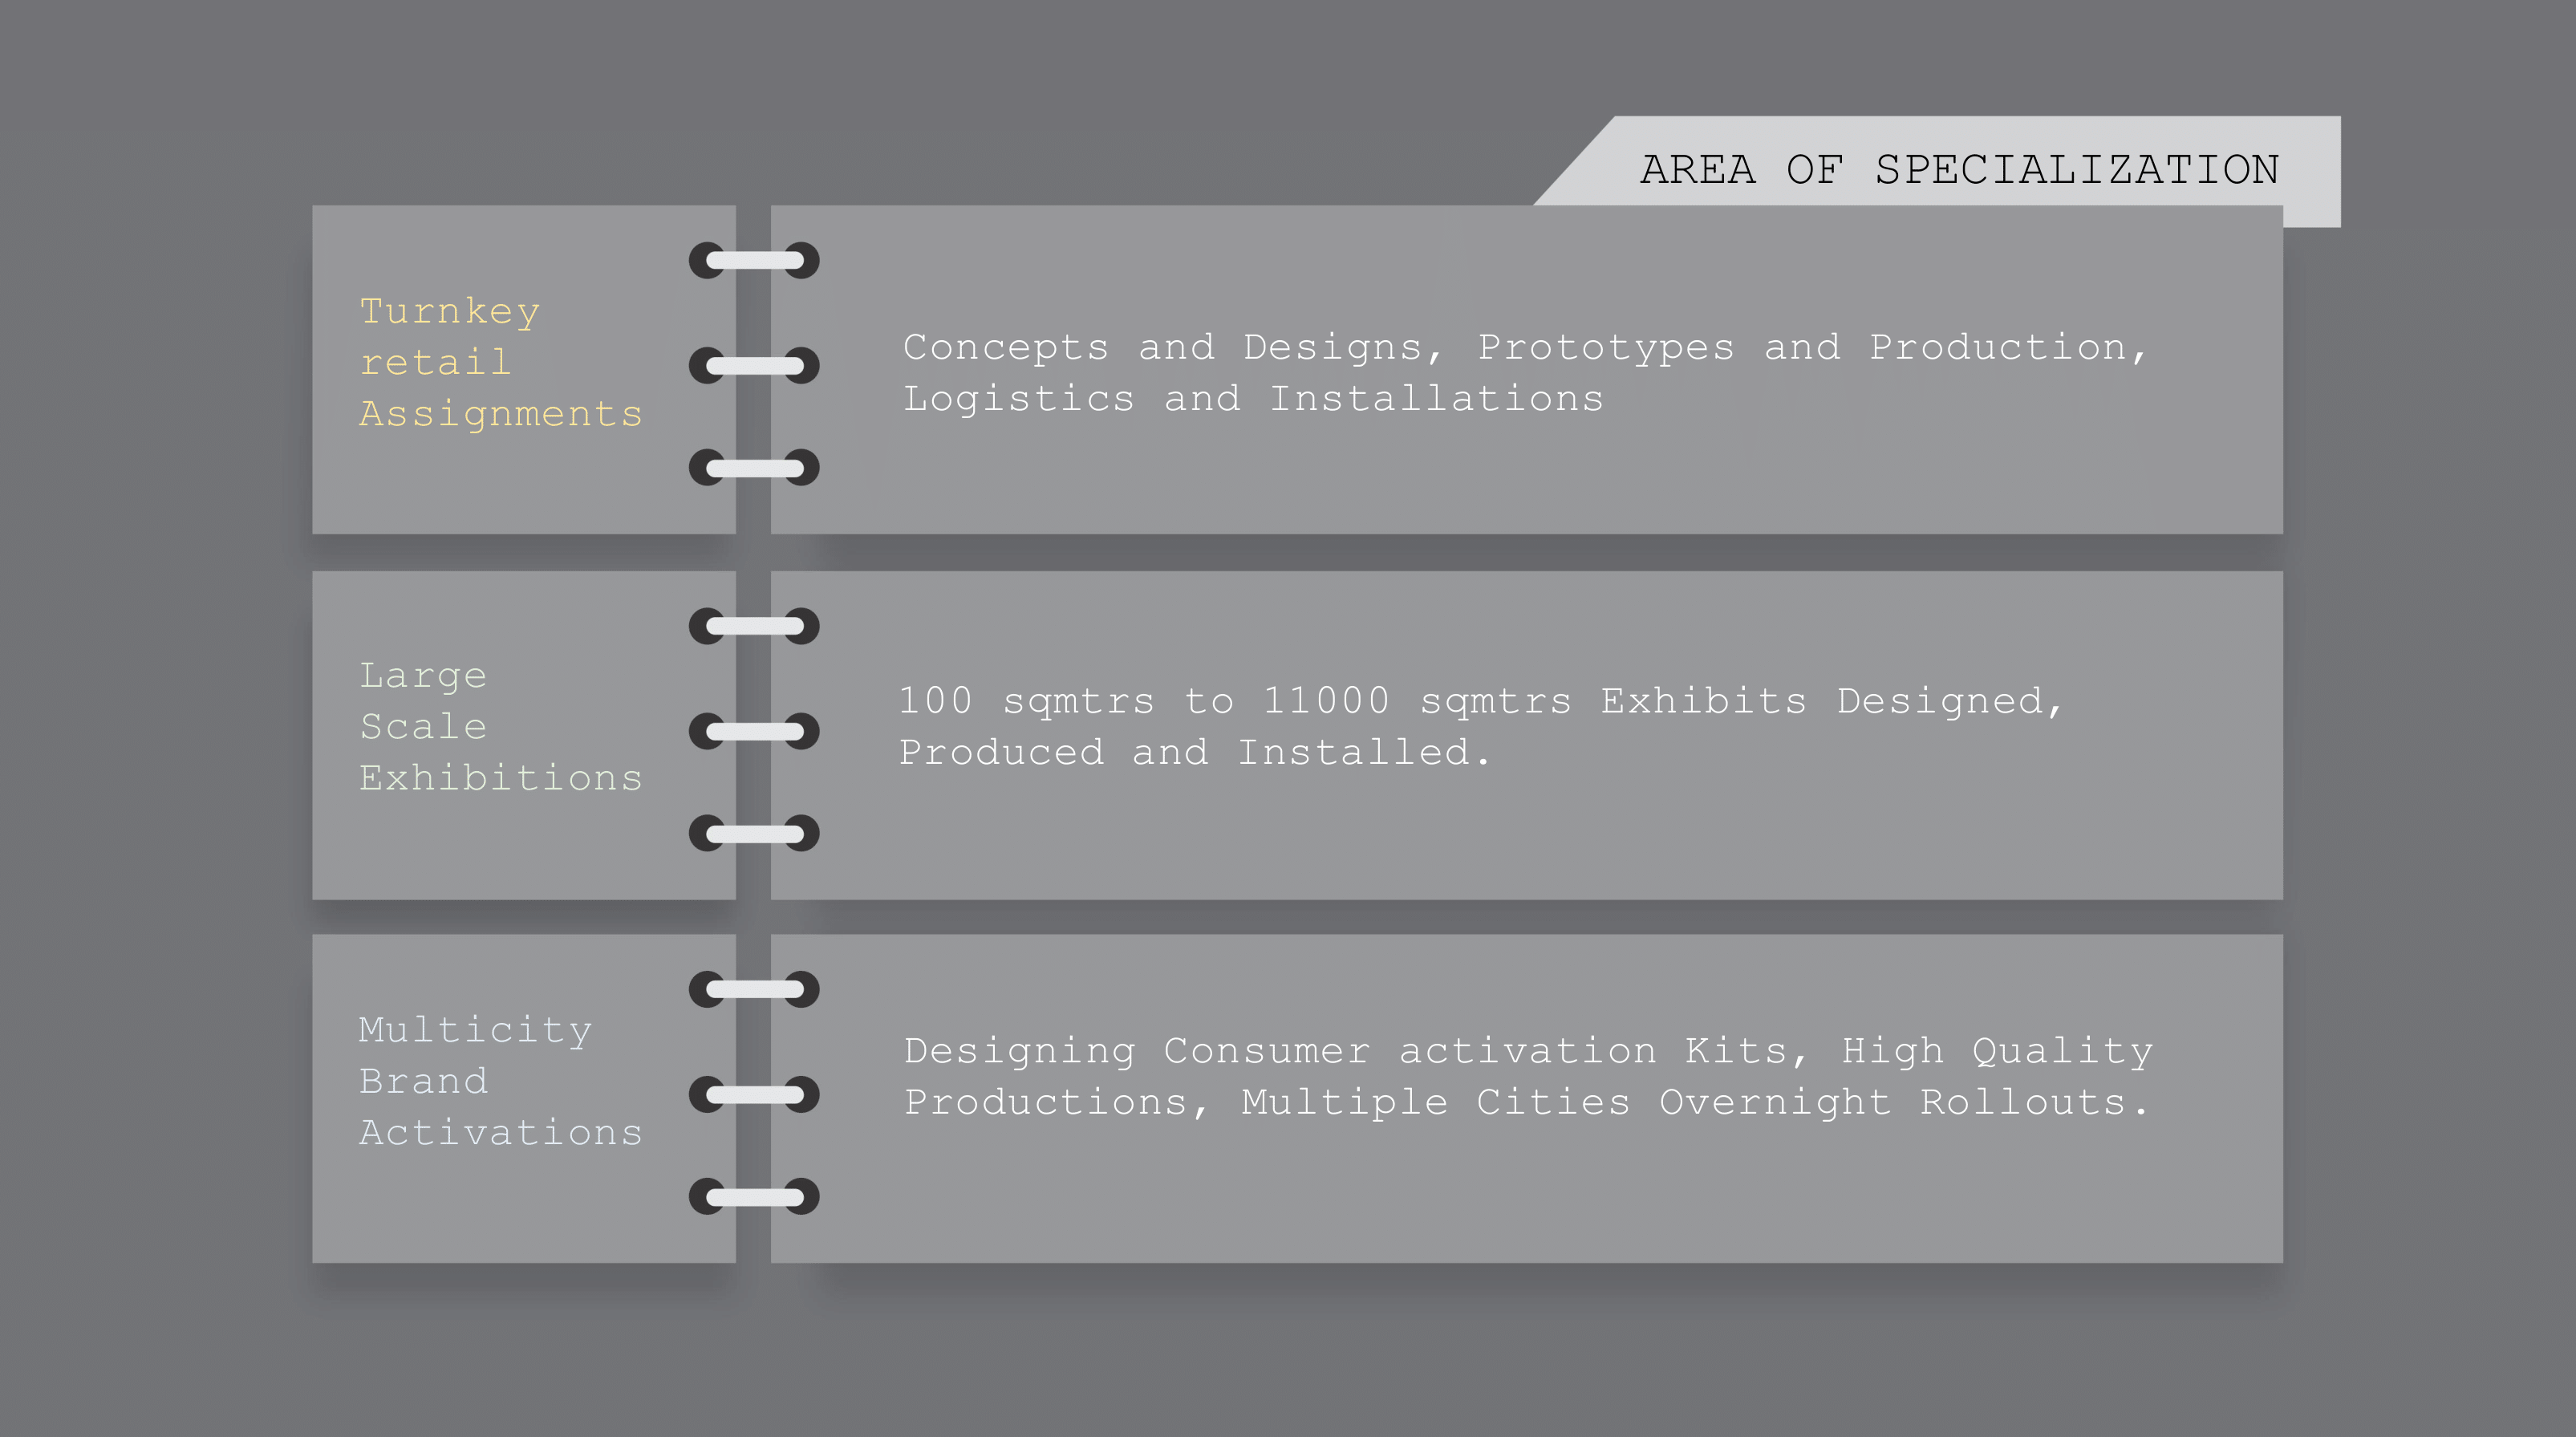 AREA OF SPECIALIZATION
Turnkey
retail
Assignments
Concepts and Designs, Prototypes and Production,
Logistics and Installations
Large
Scale
Exhibitions
100 sqmtrs to 11000 sqmtrs Exhibits Designed,
Produced and Installed.
Multicity
Brand
Activations
Designing Consumer activation Kits, High Quality
Productions, Multiple Cities Overnight Rollouts.